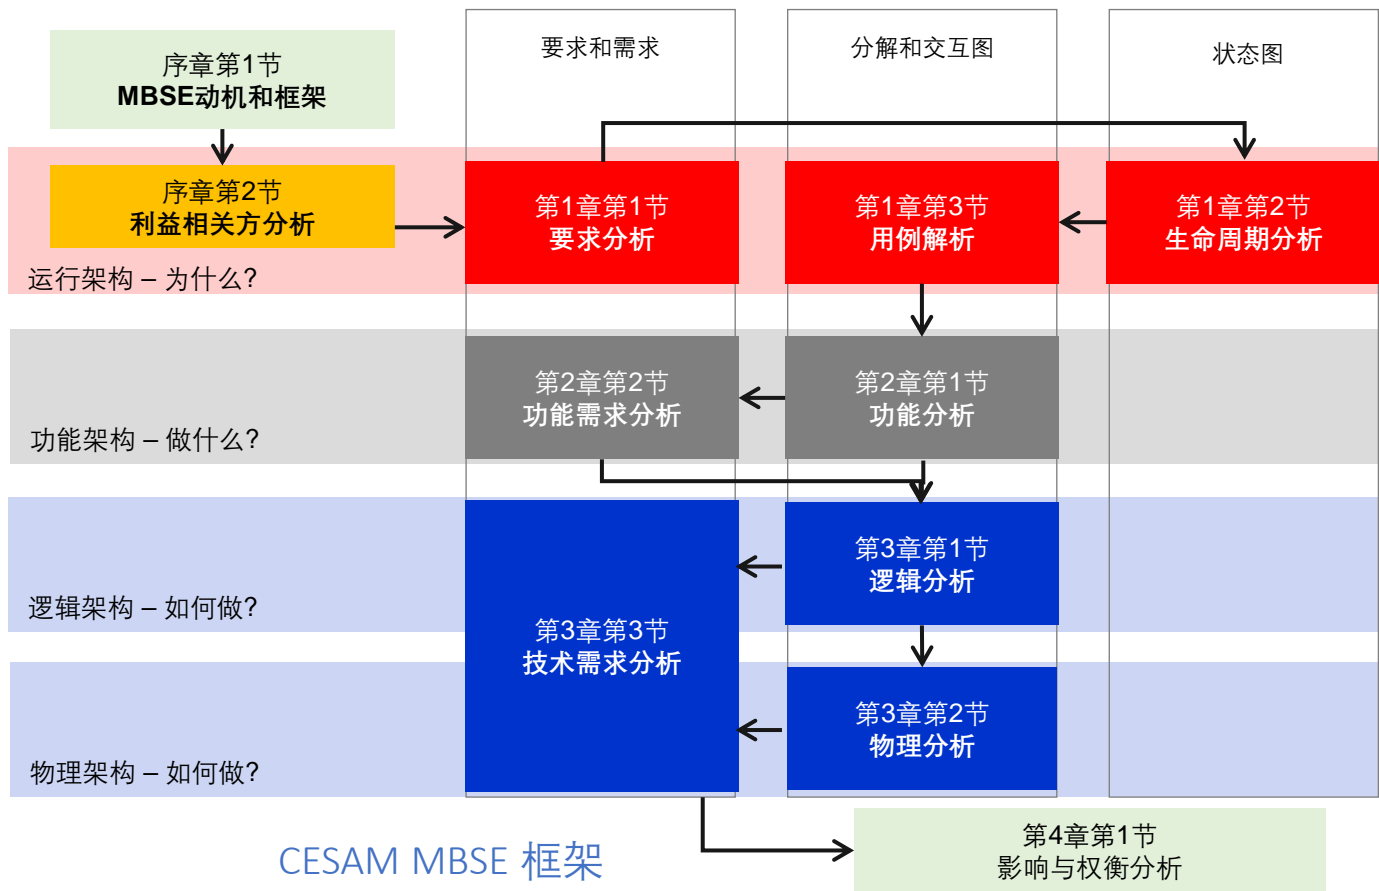 要求和需求
分解和交互图
状态图
序章第1节
MBSE动机和框架
序章第2节
利益相关方分析
第1章第1节
要求分析
第1章第3节
用例解析
第1章第2节
生命周期分析
运行架构 – 为什么?
第2章第2节
功能需求分析
第2章第1节
功能分析
功能架构 – 做什么?
第3章第1节
逻辑分析
逻辑架构 – 如何做?
第3章第3节
技术需求分析
第3章第2节
物理分析
物理架构 – 如何做?
CESAM MBSE 框架
第4章第1节
影响与权衡分析